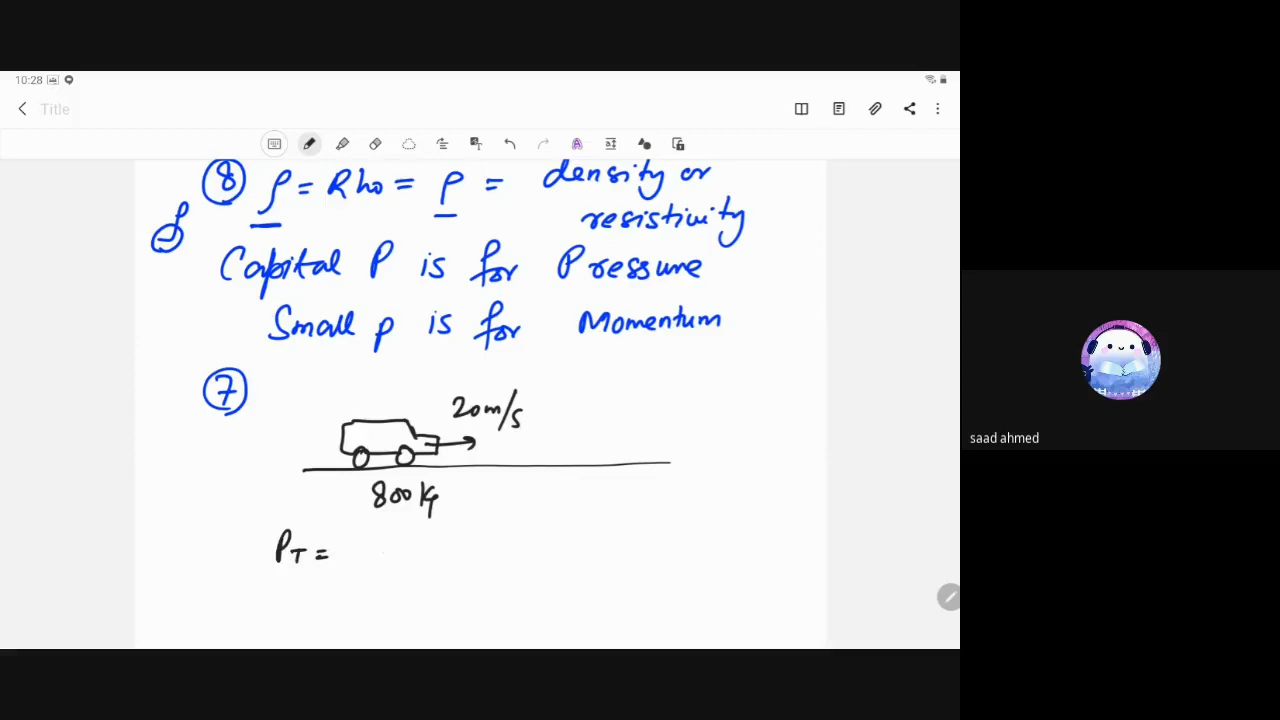 10:28
Title
8 ρ = Rho = ρ = density or
resistivity
ρ
Capital P is for Pressure
Small p is for Momentum
7
20m/s
800 kg
PT =
saad ahmed